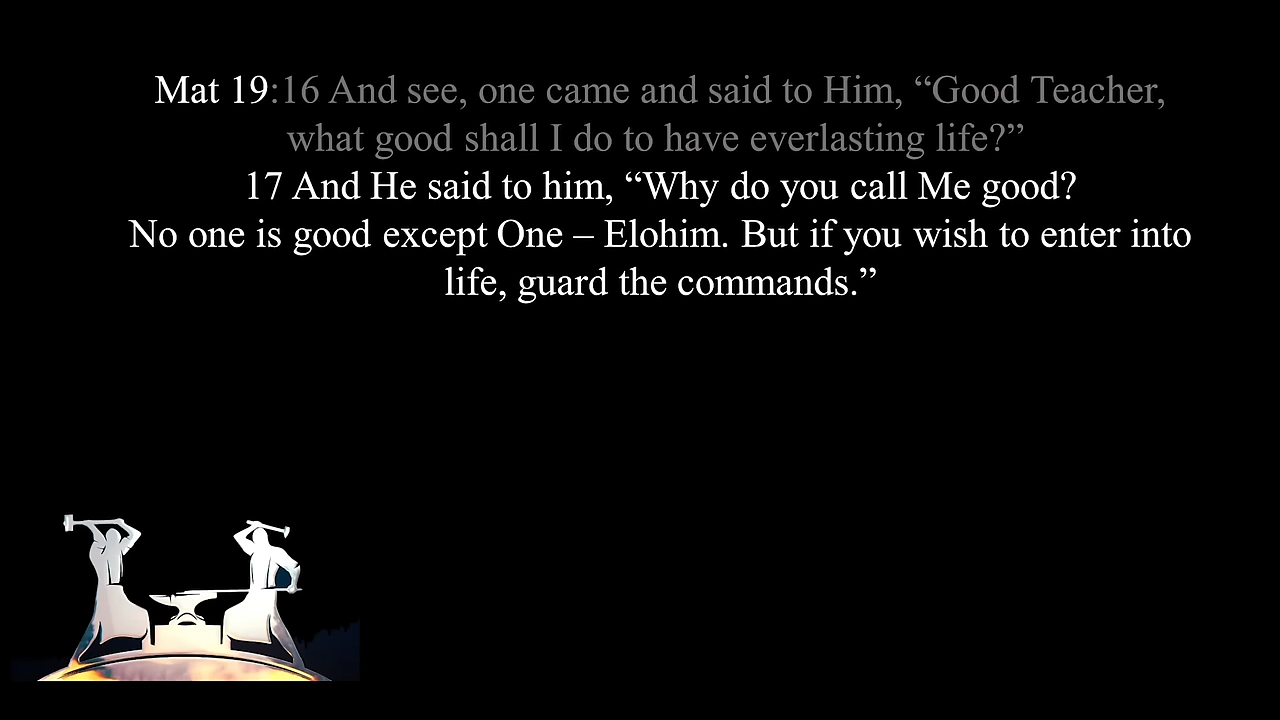 Mat 19:16 And see, one came and said to Him, “Good Teacher,
what good shall I do to have everlasting life?”
17 And He said to him, “Why do you call Me good?
No one is good except One – Elohim. But if you wish to enter into
life, guard the commands.”